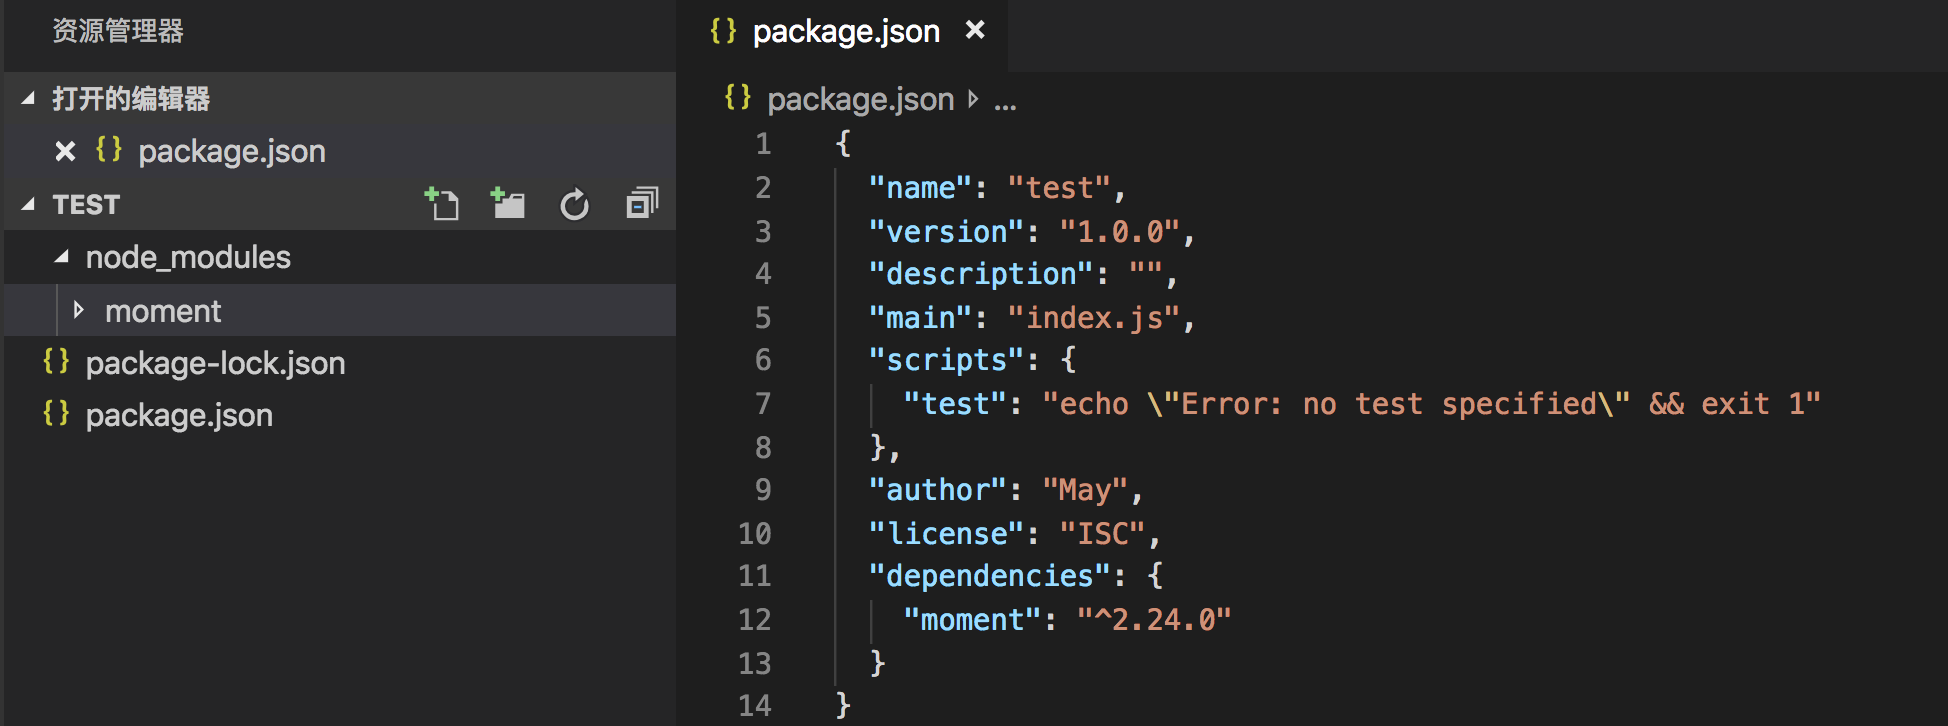 资源管理器
打开的编辑器
package.json
TEST
node_modules
moment
package-lock.json
package.json
package.json
package.json ...
1 {
2 "name": "test",
3 "version": "1.0.0",
4 "description": "",
5 "main": "index.js",
6 "scripts": {
7 "test": "echo \"Error: no test specified\" && exit 1"
8 },
9 "author": "May",
10 "license": "ISC",
11 "dependencies": {
12 "moment": "^2.24.0"
13 }
14 }